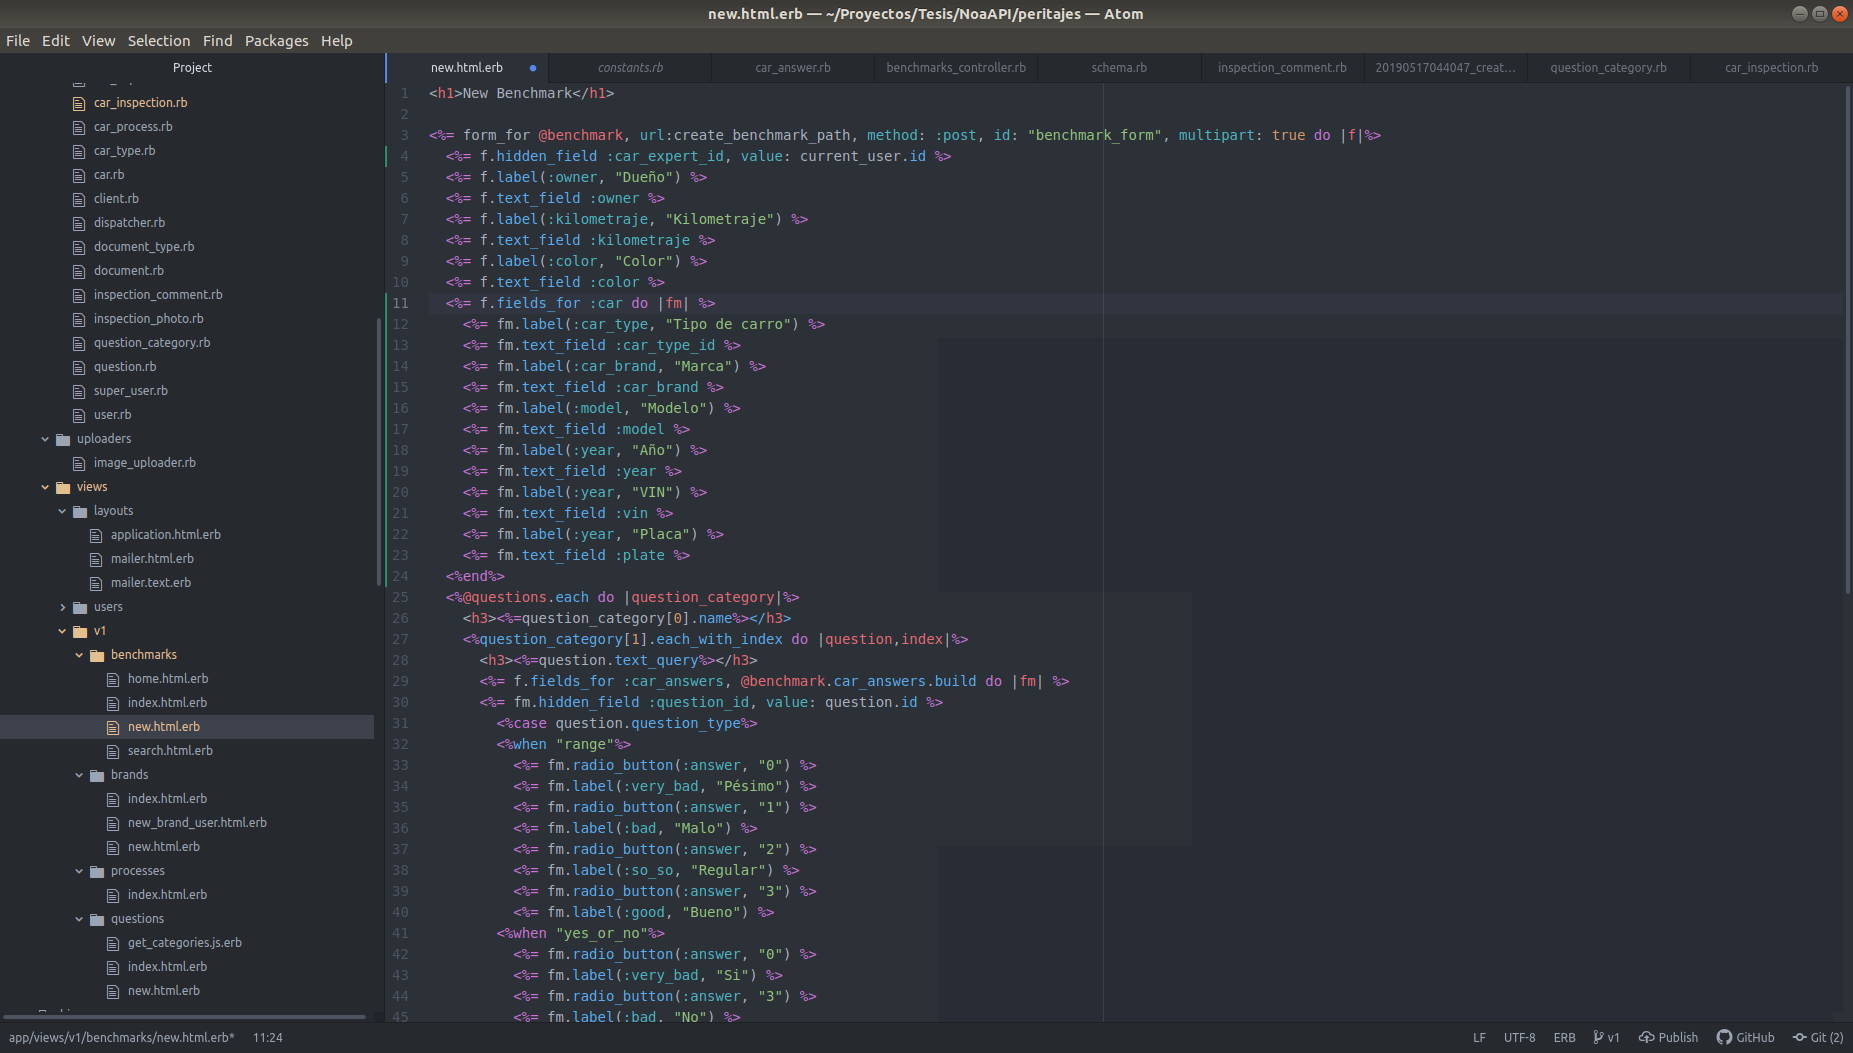 new.html.erb — ~/Proyectos/Tesis/NoaAPI/peritajes — Atom
File Edit View Selection Find Packages Help
Project
car_inspection.rb
car_process.rb
car_type.rb
car.rb
client.rb
dispatcher.rb
document_type.rb
document.rb
inspection_comment.rb
inspection_photo.rb
question_category.rb
question.rb
super_user.rb
user.rb
uploaders
image_uploader.rb
views
layouts
application.html.erb
mailer.html.erb
mailer.text.erb
users
v1
benchmarks
home.html.erb
index.html.erb
new.html.erb
search.html.erb
brands
index.html.erb
new_brand_user.html.erb
new.html.erb
processes
index.html.erb
questions
get_categories.js.erb
index.html.erb
new.html.erb
new.html.erb constants.rb car_answer.rb benchmarks_controller.rb schema.rb inspection_comment.rb 20190517044047_creat... question_category.rb car_inspection.rb
1 <h1>New Benchmark</h1>
2
3 <%= form_for @benchmark, url:create_benchmark_path, method: :post, id: "benchmark_form", multipart: true do |f|%>
4 <%= f.hidden_field :car_expert_id, value: current_user.id %>
5 <%= f.label(:owner, "Dueño") %>
6 <%= f.text_field :owner %>
7 <%= f.label(:kilometraje, "Kilometraje") %>
8 <%= f.text_field :kilometraje %>
9 <%= f.label(:color, "Color") %>
10 <%= f.text_field :color %>
11 <%= f.fields_for :car do |fm| %>
12 <%= fm.label(:car_type, "Tipo de carro") %>
13 <%= fm.text_field :car_type_id %>
14 <%= fm.label(:car_brand, "Marca") %>
15 <%= fm.text_field :car_brand %>
16 <%= fm.label(:model, "Modelo") %>
17 <%= fm.text_field :model %>
18 <%= fm.label(:year, "Año") %>
19 <%= fm.text_field :year %>
20 <%= fm.label(:year, "VIN") %>
21 <%= fm.text_field :vin %>
22 <%= fm.label(:year, "Placa") %>
23 <%= fm.text_field :plate %>
24 <%end%>
25 <%@questions.each do |question_category|%>
26 <h3><%=question_category[0].name%></h3>
27 <%question_category[1].each_with_index do |question,index|%>
28 <h3><%=question.text_query%></h3>
29 <%= f.fields_for :car_answers, @benchmark.car_answers.build do |fm| %>
30 <%= fm.hidden_field :question_id, value: question.id %>
31 <%case question.question_type%>
32 <%when "range"%>
33 <%= fm.radio_button(:answer, "0") %>
34 <%= fm.label(:very_bad, "Pésimo") %>
35 <%= fm.radio_button(:answer, "1") %>
36 <%= fm.label(:bad, "Malo") %>
37 <%= fm.radio_button(:answer, "2") %>
38 <%= fm.label(:so_so, "Regular") %>
39 <%= fm.radio_button(:answer, "3") %>
40 <%= fm.label(:good, "Bueno") %>
41 <%when "yes_or_no"%>
42 <%= fm.radio_button(:answer, "0") %>
43 <%= fm.label(:very_bad, "Si") %>
44 <%= fm.radio_button(:answer, "3") %>
45 <%= fm.label(:bad, "No") %>
app/views/v1/benchmarks/new.html.erb* 11:24 LF UTF-8 ERB v1 Publish GitHub Git (2)